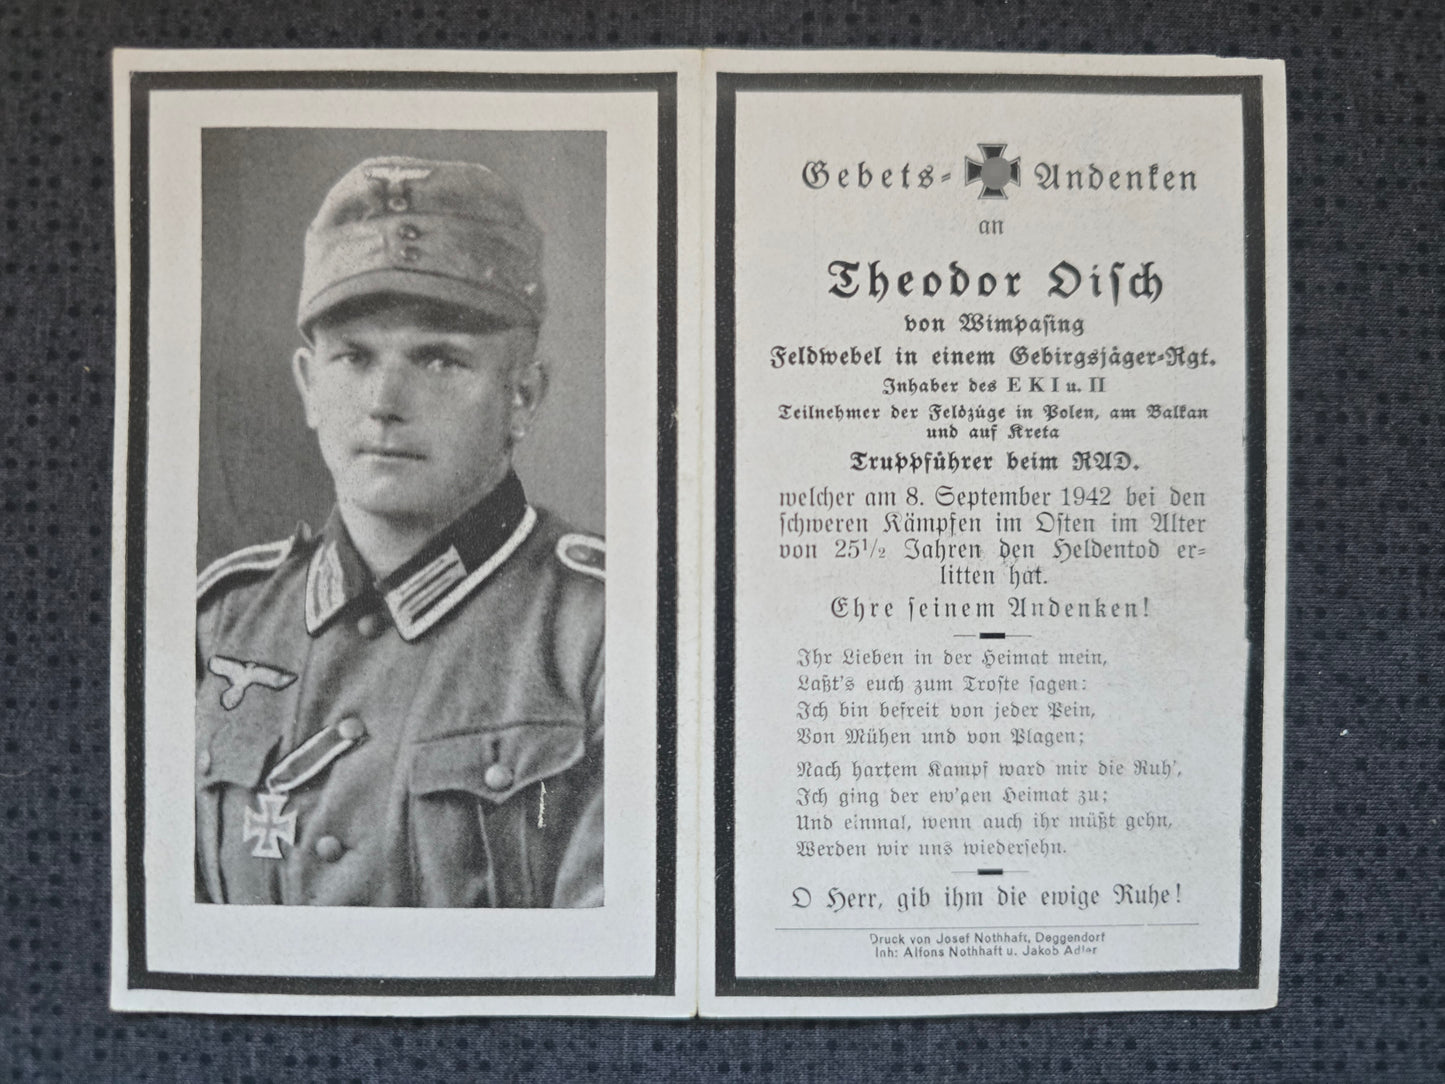 Gebets- Andenken
an
Theodor Disch
von Wimpasing
Feldwebel in einem Gebirgsjäger-Rgt.
Inhaber des E K I u. II
Teilnehmer der Feldzüge in Polen, am Balkan
und auf Kreta
Truppführer beim RAD.
welcher am 8. September 1942 bei den
schweren Kämpfen im Osten im Alter
von 25½ Jahren den Heldentod er-
litten hat.
Ehre seinem Andenken!
Ihr Lieben in der Heimat mein,
Laßt's euch zum Troste sagen:
Ich bin befreit von jeder Pein,
Von Mühen und von Plagen;
Nach hartem Kampf ward mir die Ruh',
Ich ging der ew'gen Heimat zu;
Und einmal, wenn auch ihr müßt gehn,
Werden wir uns wiedersehn.
O Herr, gib ihm die ewige Ruhe!
Druck von Josef Nothhaft, Deggendorf
Inh: Alfons Nothhaft u. Jakob Adler